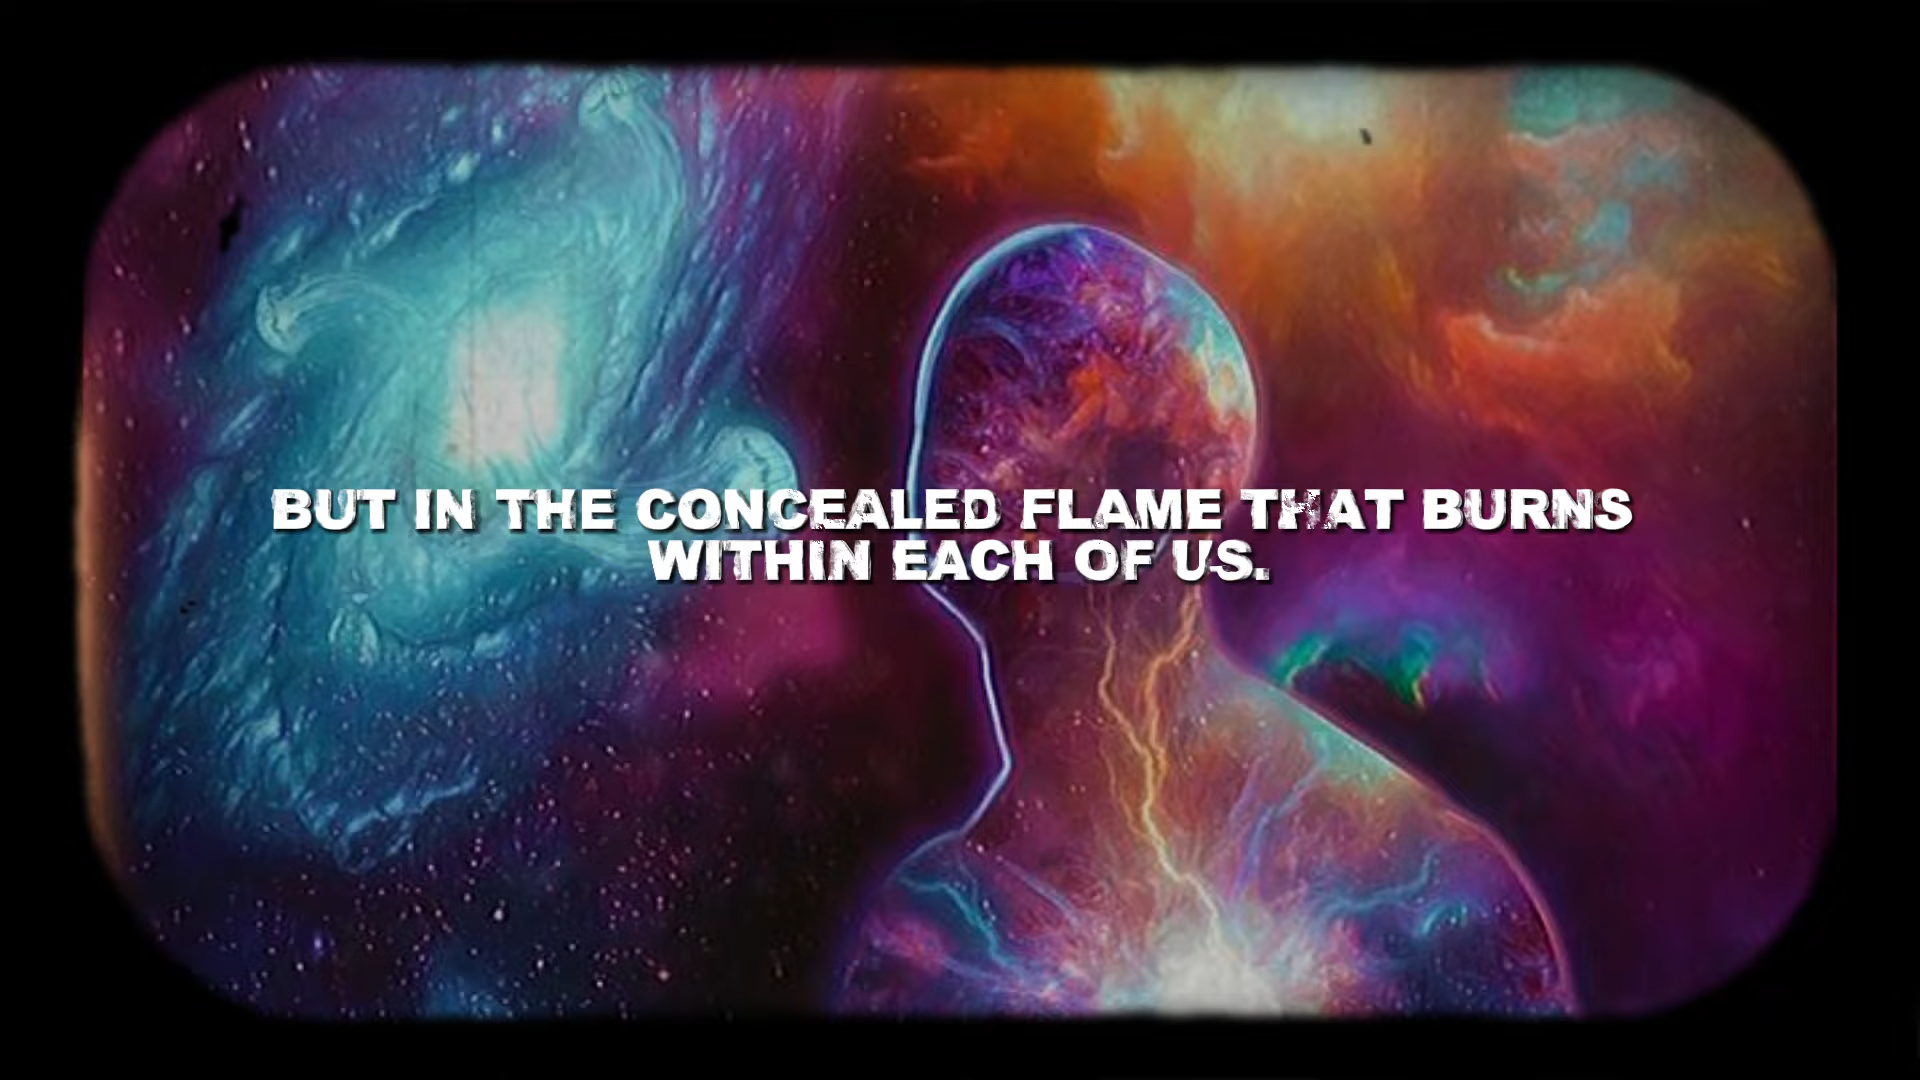 BUT IN THE CONCEALED FLAME THAT BURNS
WITHIN EACH OF US.